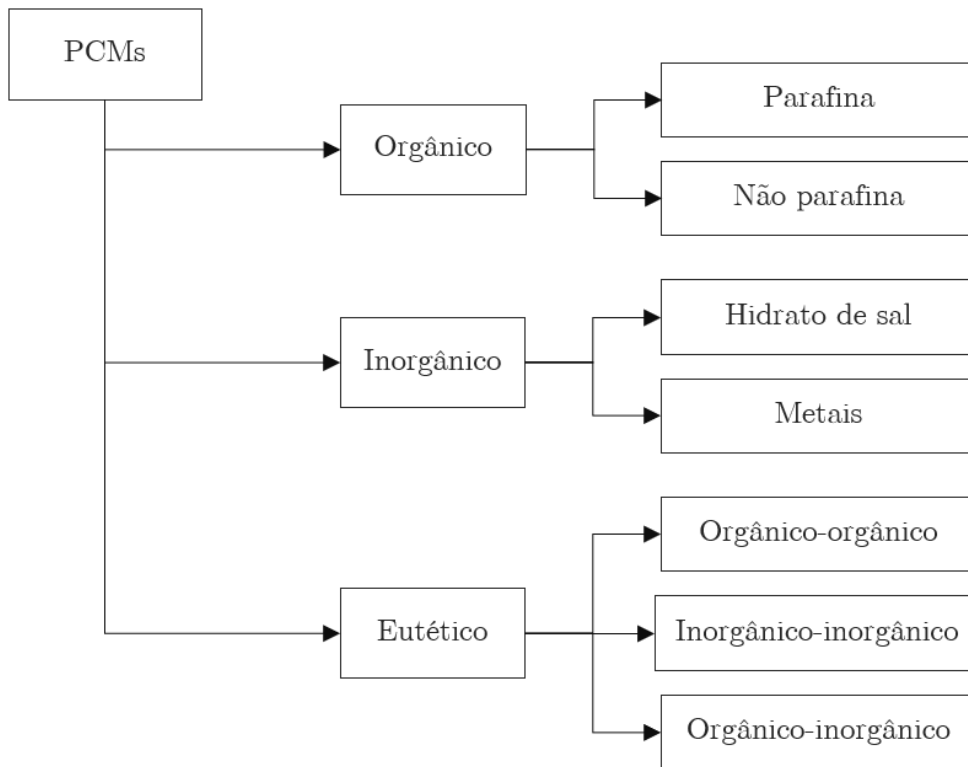 PCMs
Orgânico
Parafina
Não parafina
Inorgânico
Hidrato de sal
Metais
Eutético
Orgânico-orgânico
Inorgânico-inorgânico
Orgânico-inorgânico